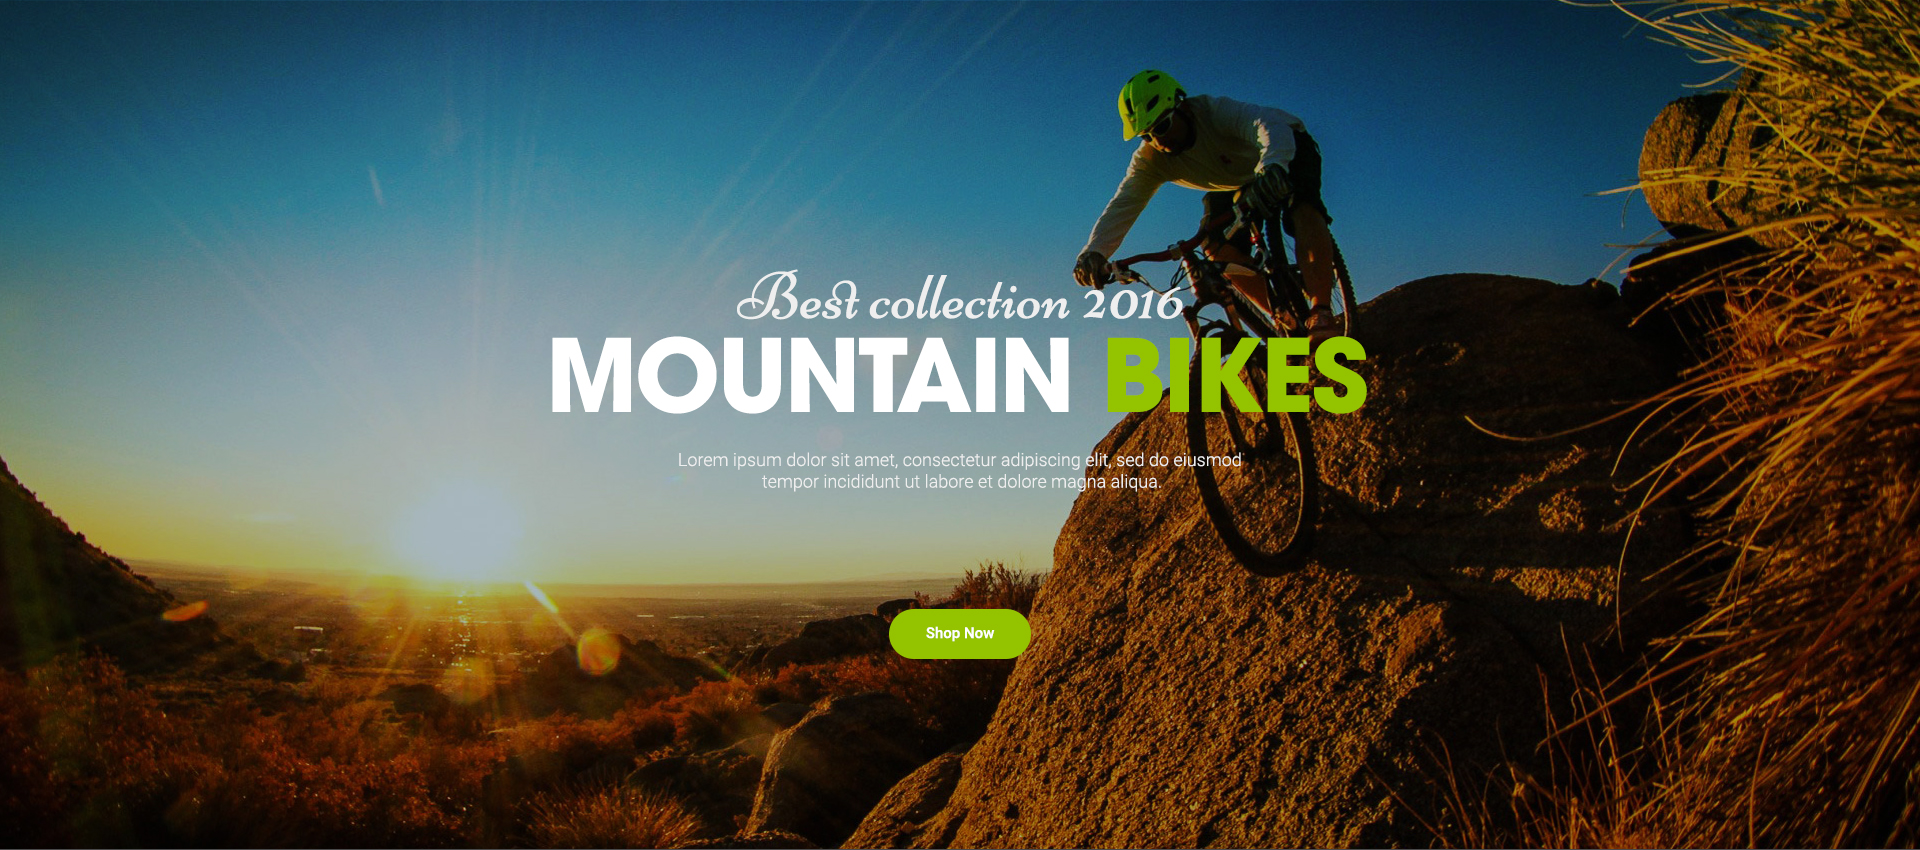 Best collection 2016
MOUNTAIN BIKES
Lorem ipsum dolor sit amet, consectetur adipiscing elit, sed do eiusmod
tempor incididunt ut labore et dolore magna aliqua.
Shop Now